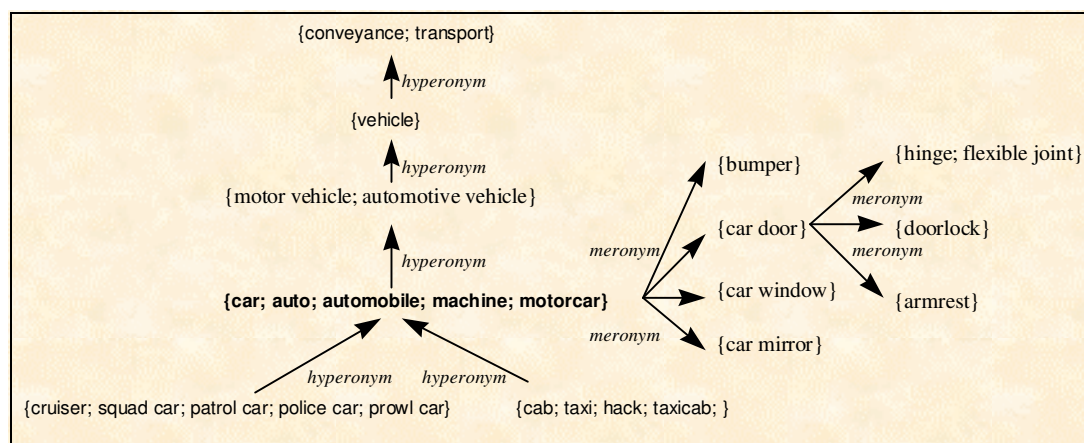 {conveyance; transport}
hyperonym
{vehicle}
hyperonym
{motor vehicle; automotive vehicle}
hyperonym
{car; auto; automobile; machine; motorcar}
hyperonym
hyperonym
{cruiser; squad car; patrol car; police car; prowl car}
{cab; taxi; hack; taxicab; }
meronym
meronym
{bumper}
{car door}
{car window}
{car mirror}
meronym
meronym
{hinge; flexible joint}
{doorlock}
{armrest}